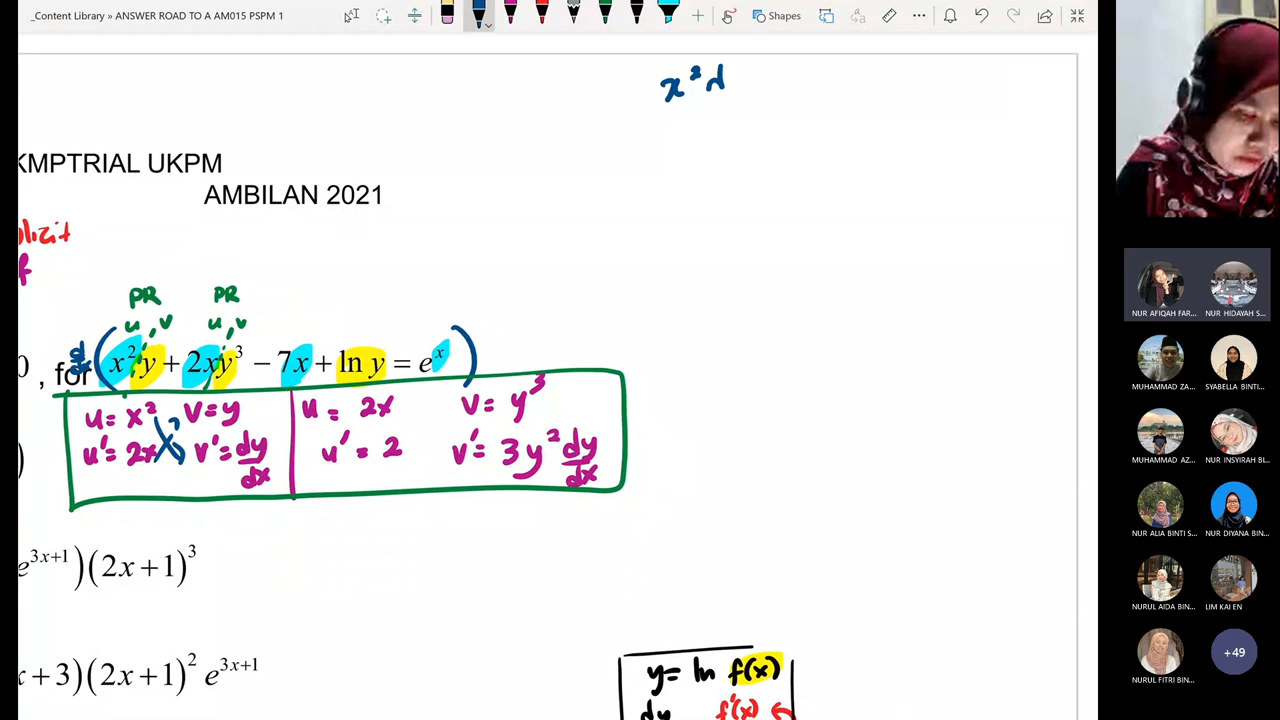 _Content Library » ANSWER ROAD TO A AM015 PSPM 1
Shapes
x²
KMPTRIAL UKPM
AMBILAN 2021
PR PR
u, v u, v
0 , for d/dx ( x²y + 2xy³ − 7x + ln y = eˣ )
u = x² v = y u = 2x v = y³
u' = 2x v' = dy/dx u' = 2 v' = 3y² dy/dx
e^(3x+1))(2x+1)³
x+3)(2x+1)² e^(3x+1)
y = ln f(x)
dy f'(x)
NUR AFIQAH FAR... NUR HIDAYAH S...
MUHAMMAD ZA... SYABELLA BINTI...
MUHAMMAD AZ... NUR INSYIRAH BI...
NUR ALIA BINTI S... NUR DIYANA BIN...
NURUL AIDA BIN... LIM KAI EN
NURUL FITRI BIN...
+49